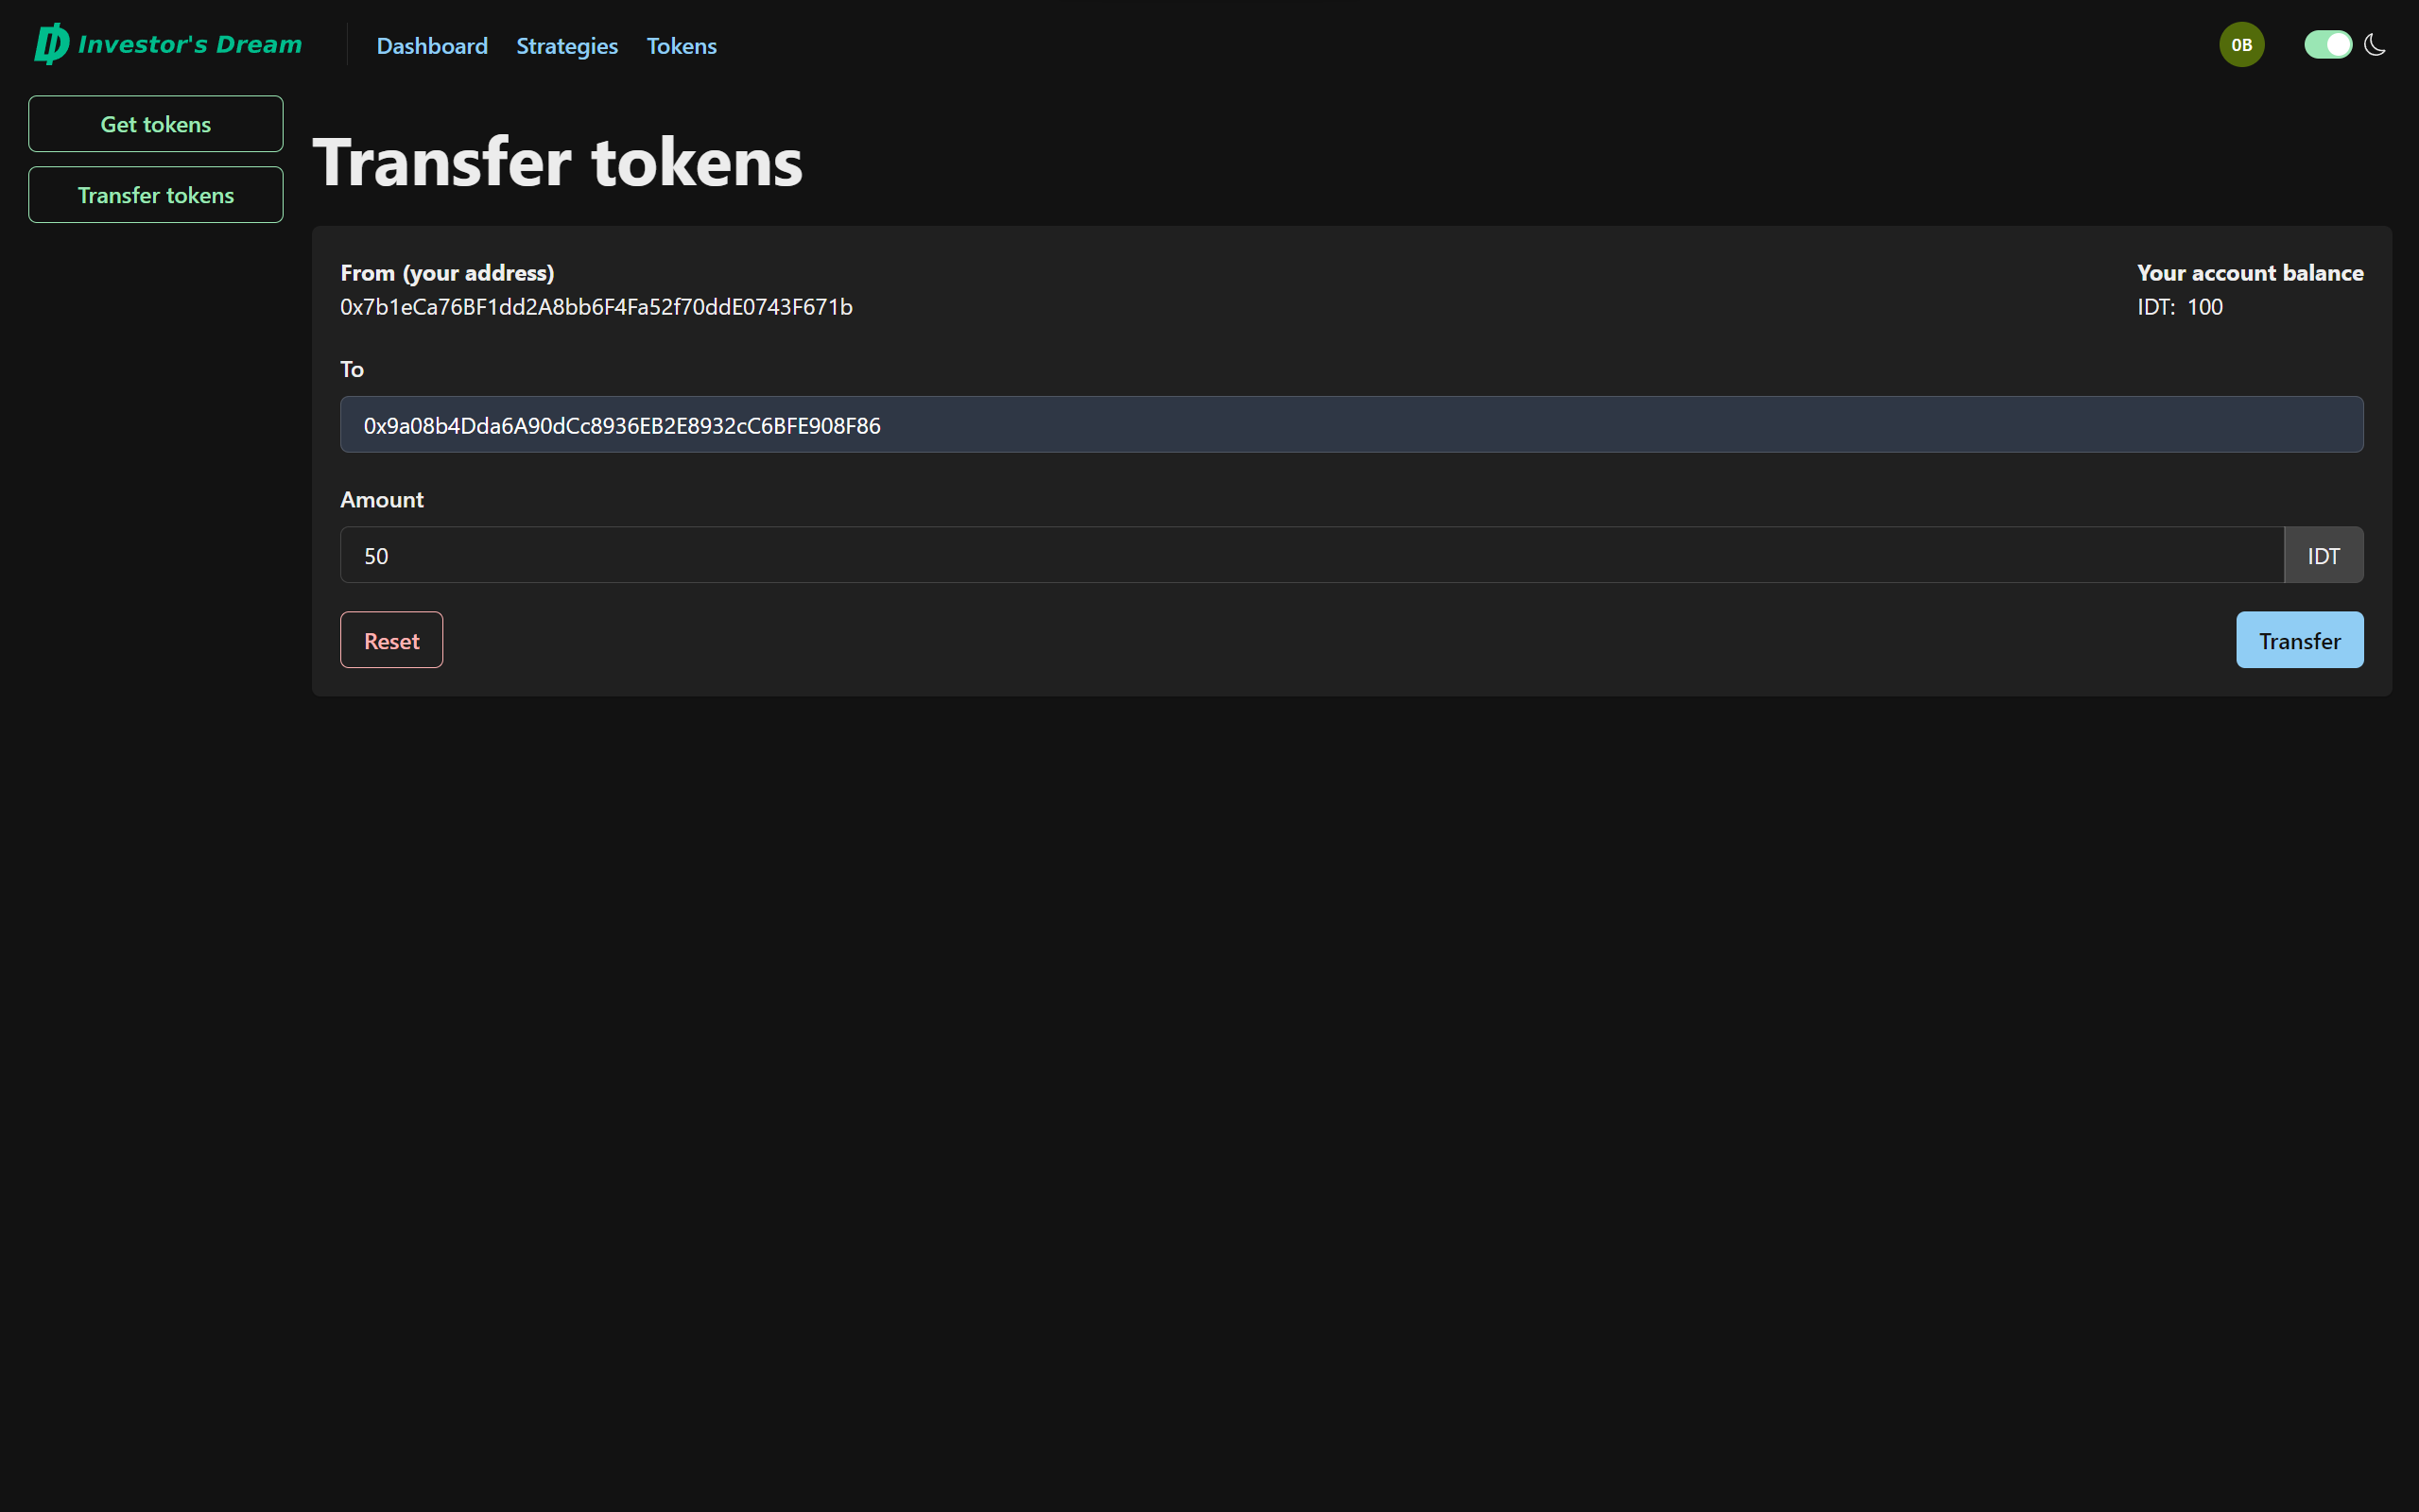 Investor's Dream
Dashboard Strategies Tokens
0B
Get tokens
Transfer tokens
Transfer tokens
From (your address)
0x7b1eCa76BF1dd2A8bb6F4Fa52f70ddE0743F671b
Your account balance
IDT: 100
To
0x9a08b4Dda6A90dCc8936EB2E8932cC6BFE908F86
Amount
50
IDT
Reset
Transfer